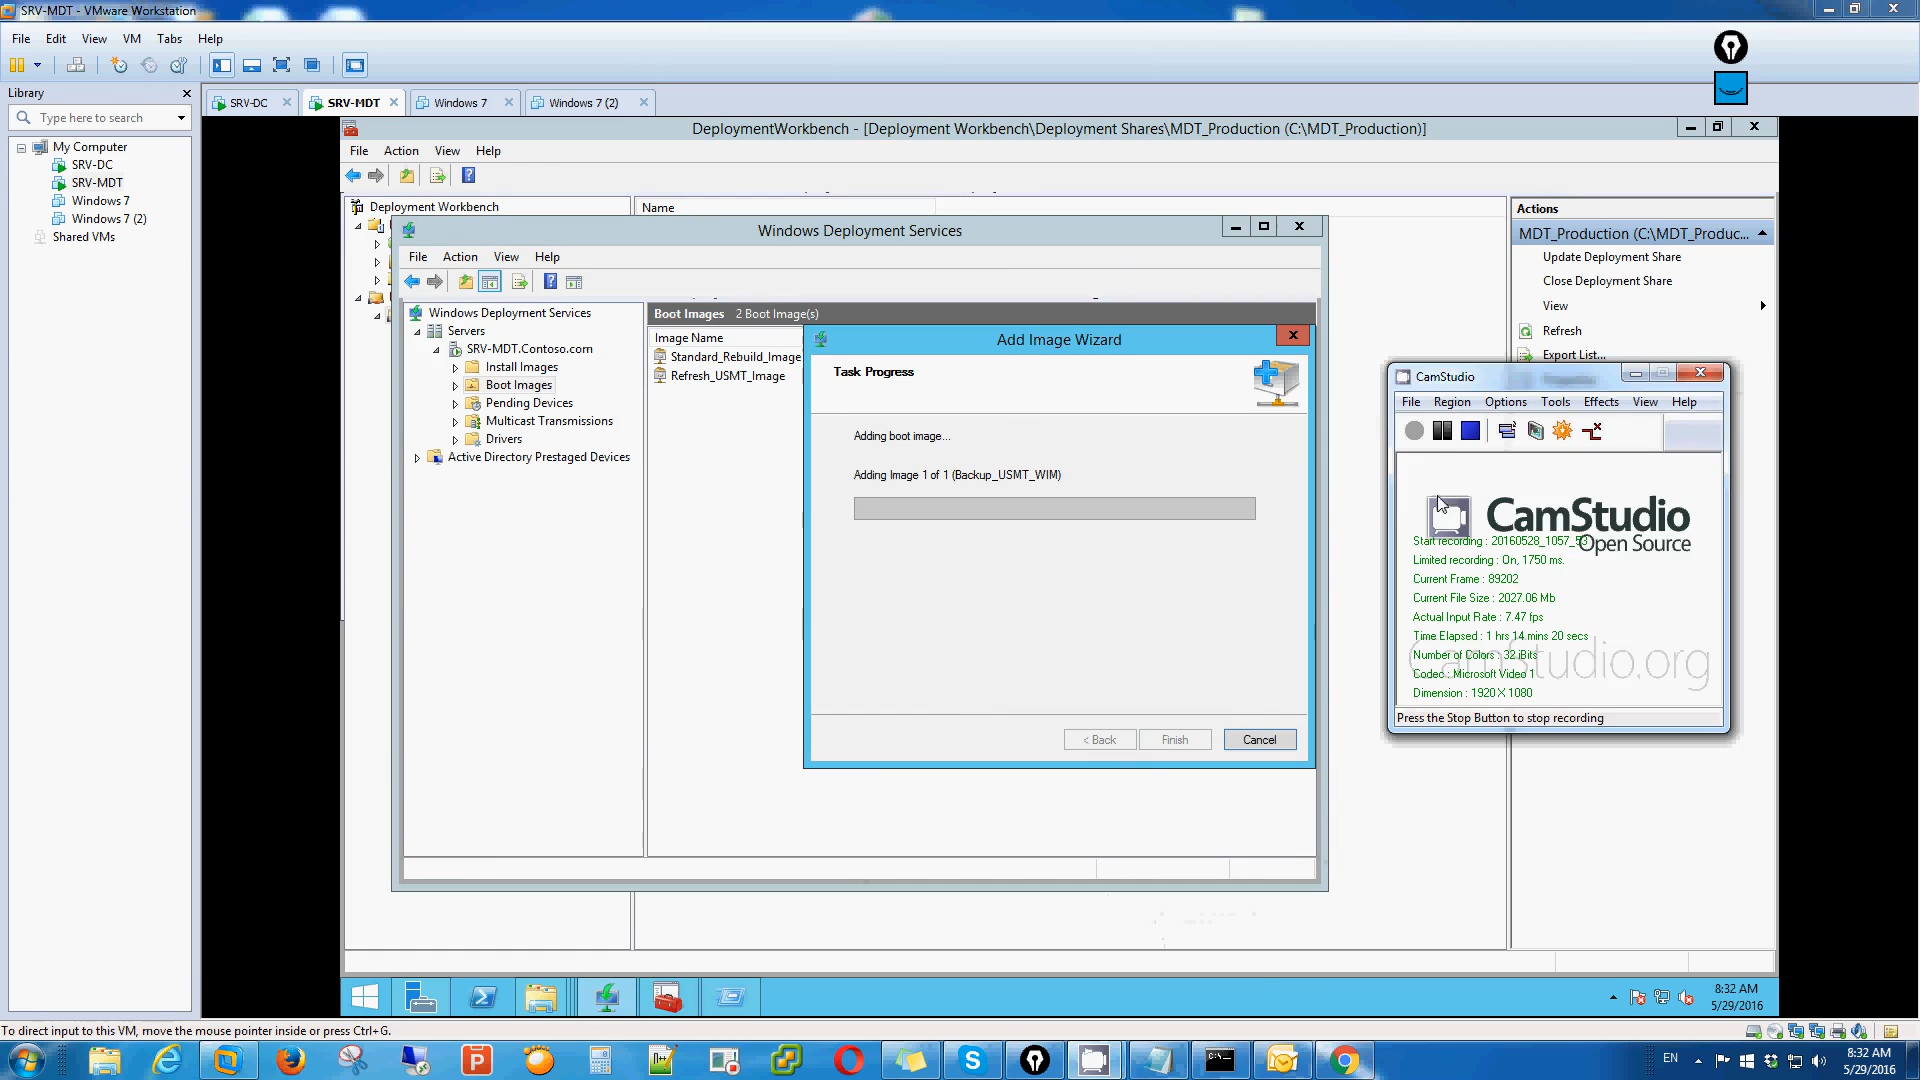 SRV-MDT - VMware Workstation
File Edit View VM Tabs Help
Library
Type here to search
My Computer
SRV-DC
SRV-MDT
Windows 7
Windows 7 (2)
Shared VMs
SRV-DC SRV-MDT Windows 7 Windows 7 (2)
DeploymentWorkbench - [Deployment Workbench\Deployment Shares\MDT_Production (C:\MDT_Production)]
File Action View Help
Deployment Workbench
Name
Actions
MDT_Production (C:\MDT_Produc...
Update Deployment Share
Close Deployment Share
View
Refresh
Export List...
Windows Deployment Services
File Action View Help
Windows Deployment Services
Servers
SRV-MDT.Contoso.com
Install Images
Boot Images
Pending Devices
Multicast Transmissions
Drivers
Active Directory Prestaged Devices
Boot Images 2 Boot Image(s)
Image Name
Standard_Rebuild_Image
Refresh_USMT_Image
Add Image Wizard
Task Progress
Adding boot image...
Adding Image 1 of 1 (Backup_USMT_WIM)
< Back Finish Cancel
CamStudio
File Region Options Tools Effects View Help
CamStudio
Open Source
Start recording : 20160528_1057_53
Limited recording : On, 1750 ms.
Current Frame : 89202
Current File Size : 2027.06 Mb
Actual Input Rate : 7.47 fps
Time Elapsed : 1 hrs 14 mins 20 secs
Number of Colors : 32 iBits
CamStudio.org
Codec : Microsoft Video 1
Dimension : 1920 X 1080
Press the Stop Button to stop recording
8:32 AM
5/29/2016
To direct input to this VM, move the mouse pointer inside or press Ctrl+G.
EN
8:32 AM
5/29/2016